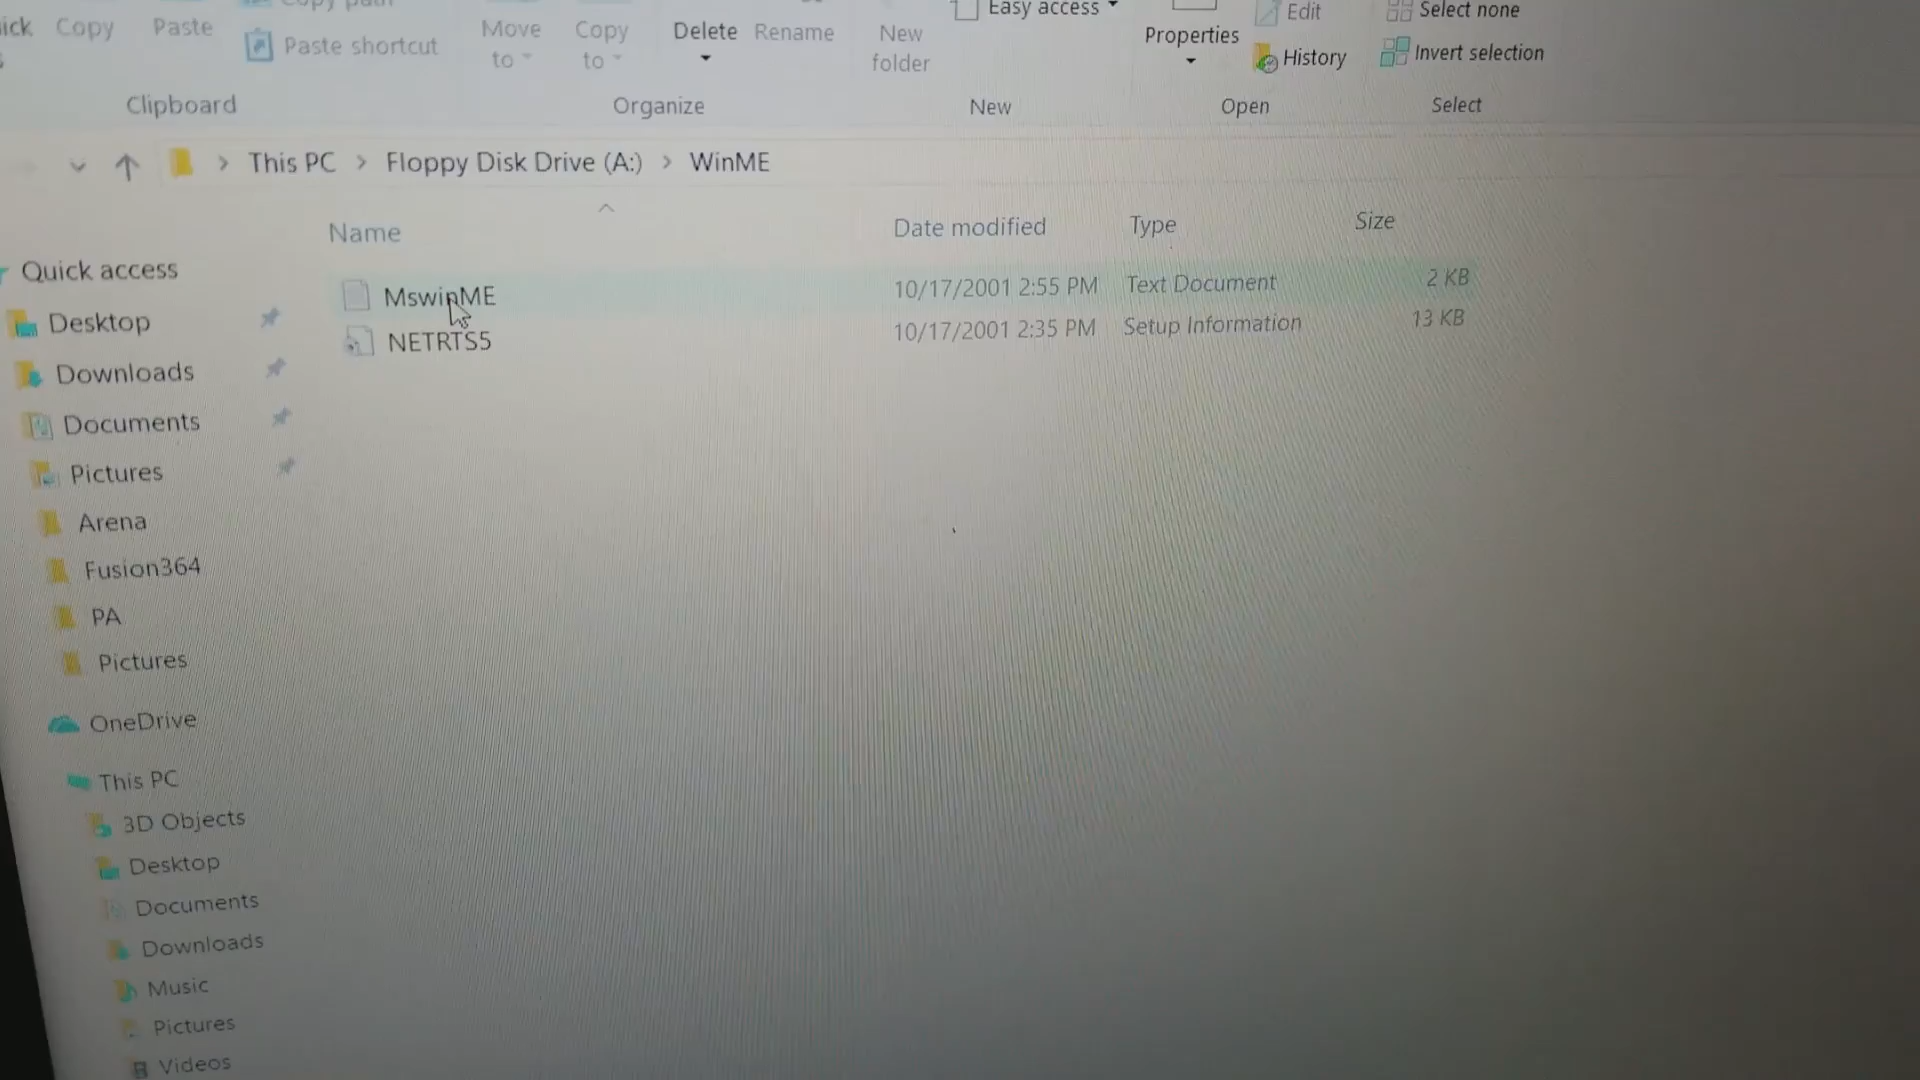 Copy Paste
Paste shortcut
Move to
Copy to
Delete
Rename
New folder
Easy access
Properties
Edit
History
Select none
Invert selection
Clipboard
Organize
New
Open
Select
This PC > Floppy Disk Drive (A:) > WinME
Name
Date modified
Type
Size
MswinME 10/17/2001 2:55 PM Text Document 2 KB
NETRTS5 10/17/2001 2:35 PM Setup Information 13 KB
Quick access
Desktop
Downloads
Documents
Pictures
Arena
Fusion364
PA
Pictures
OneDrive
This PC
3D Objects
Desktop
Documents
Downloads
Music
Pictures
Videos